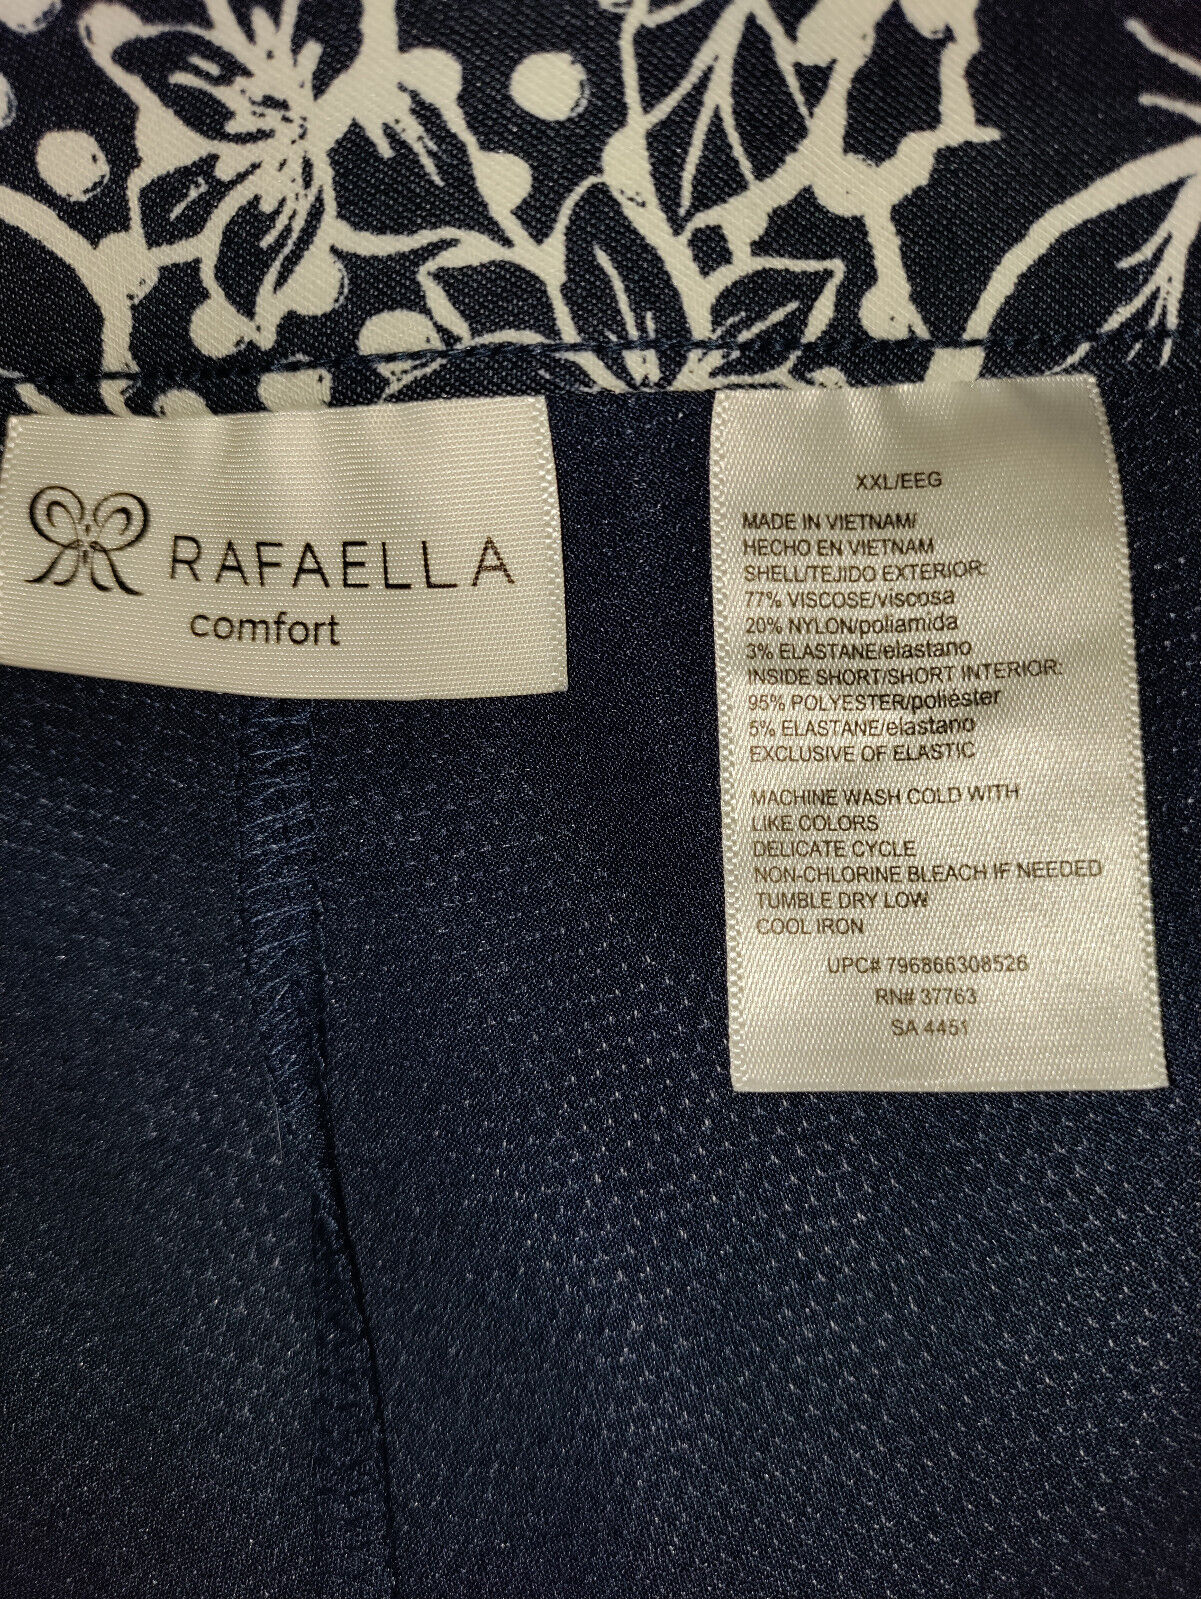 RAFAELLA
comfort
XXL/EEG
MADE IN VIETNAM/
HECHO EN VIETNAM
SHELL/TEJIDO EXTERIOR:
77% VISCOSE/viscosa
20% NYLON/poliamida
3% ELASTANE/elastano
INSIDE SHORT/SHORT INTERIOR:
95% POLYESTER/poliéster
5% ELASTANE/elastano
EXCLUSIVE OF ELASTIC
MACHINE WASH COLD WITH
LIKE COLORS
DELICATE CYCLE
NON-CHLORINE BLEACH IF NEEDED
TUMBLE DRY LOW
COOL IRON
UPC# 796866308526
RN# 37763
SA 4451